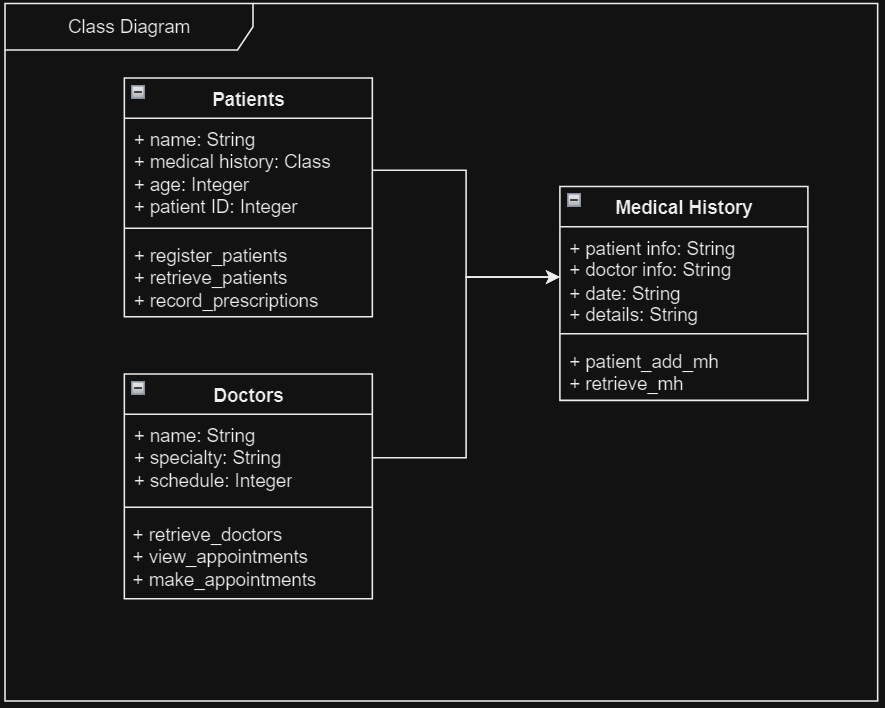 Class Diagram
Patients
+ name: String
+ medical history: Class
+ age: Integer
+ patient ID: Integer
+ register_patients
+ retrieve_patients
+ record_prescriptions
Doctors
+ name: String
+ specialty: String
+ schedule: Integer
+ retrieve_doctors
+ view_appointments
+ make_appointments
Medical History
+ patient info: String
+ doctor info: String
+ date: String
+ details: String
+ patient_add_mh
+ retrieve_mh